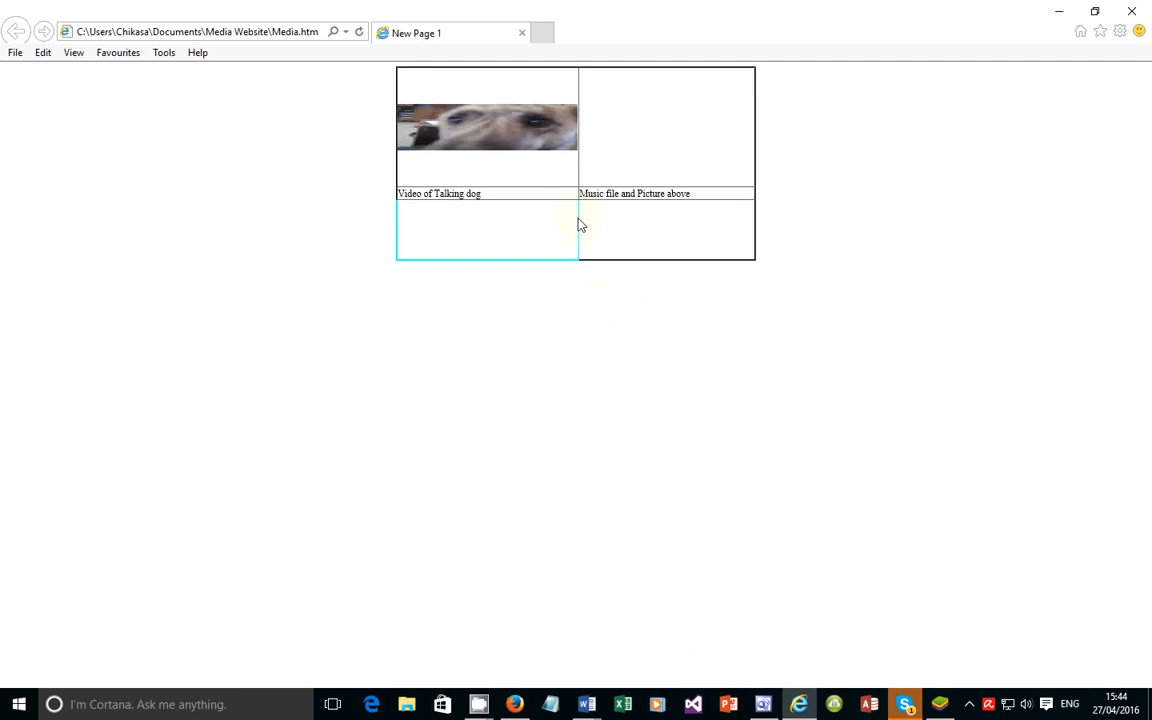 C:\Users\Chikasa\Documents\Media Website\Media.htm
New Page 1
File Edit View Favourites Tools Help
Video of Talking dog
Music file and Picture above
I'm Cortana. Ask me anything.
ENG
15:44
27/04/2016